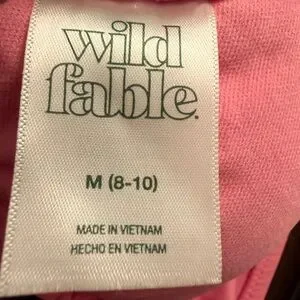 wild
fable.
M (8-10)
MADE IN VIETNAM
HECHO EN VIETNAM